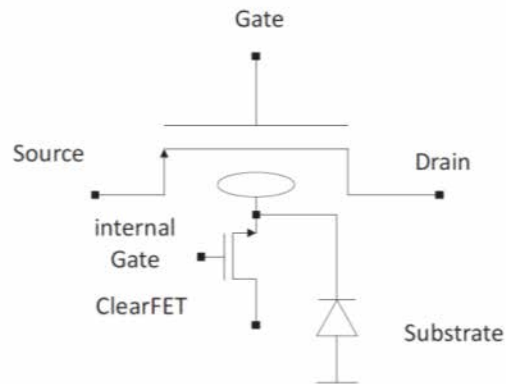 Gate
Source
Drain
internal
Gate
ClearFET
Substrate